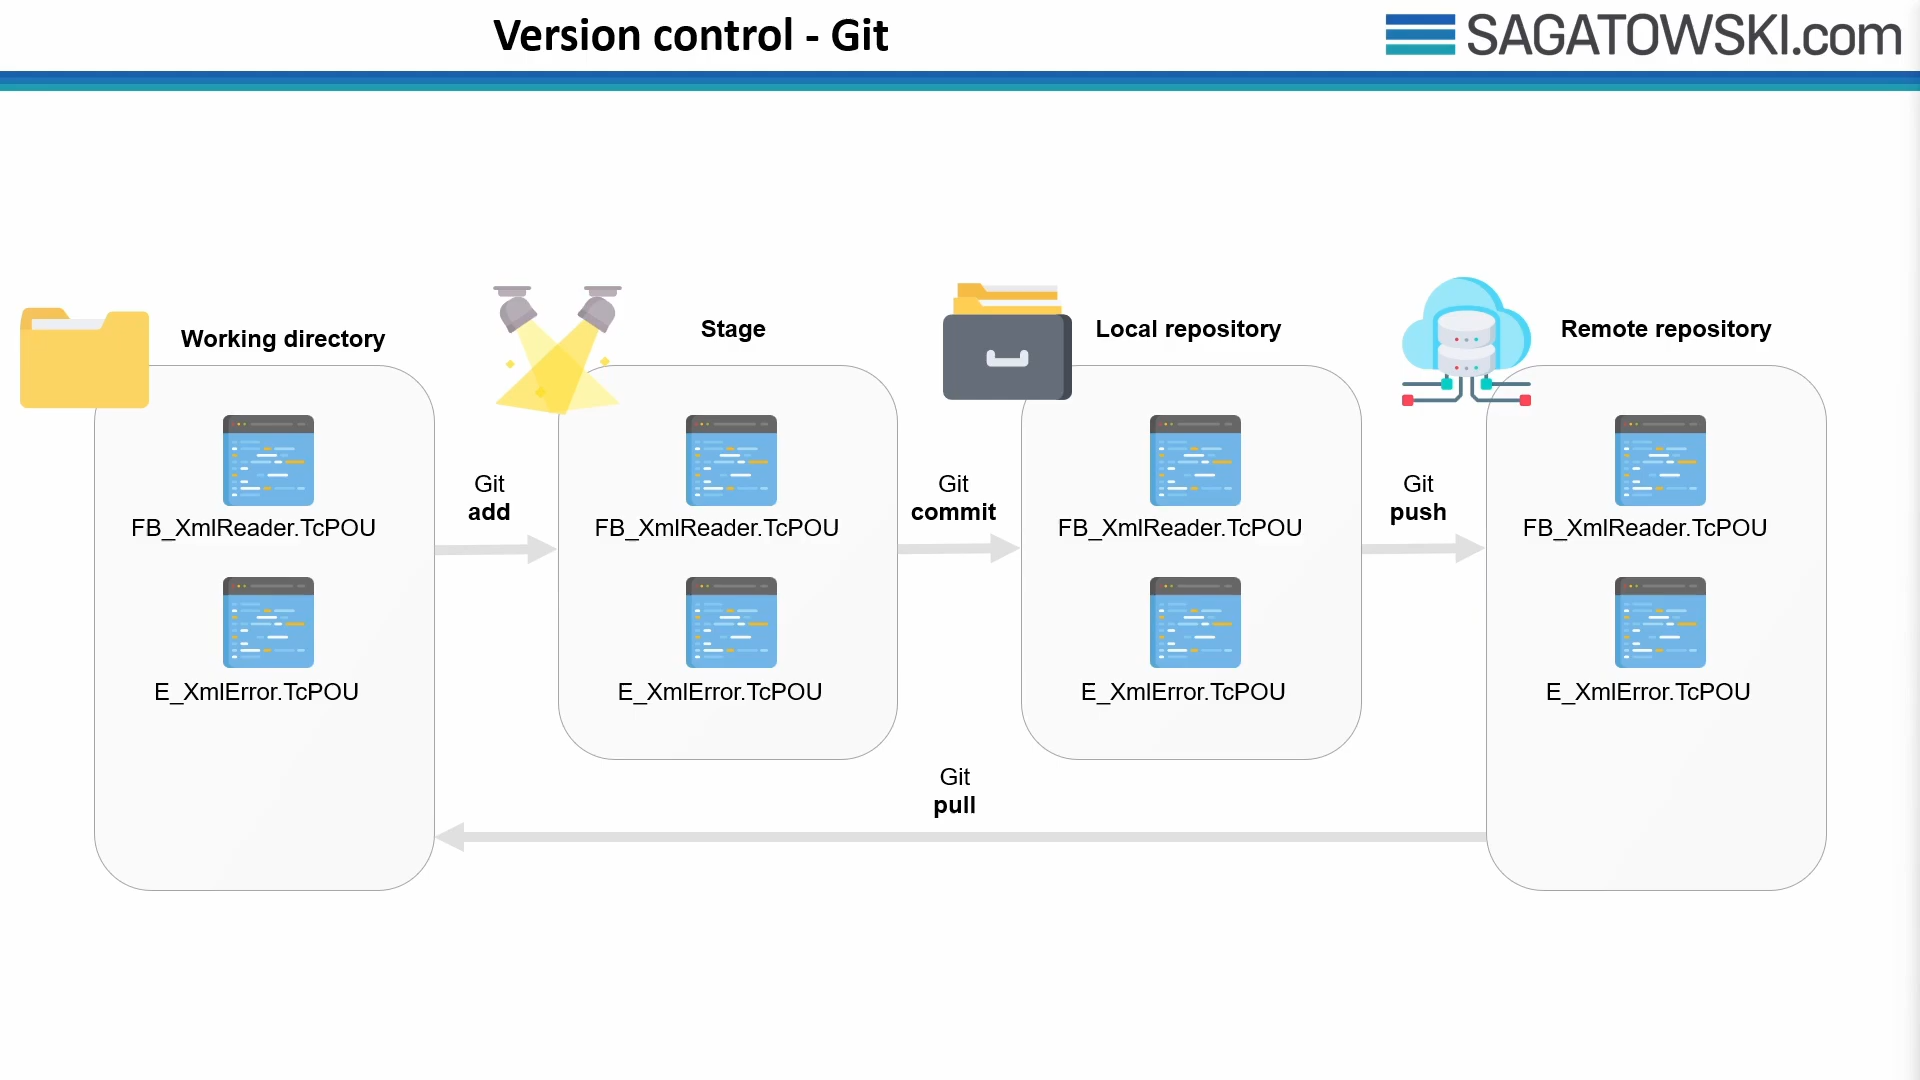 Version control - Git
SAGATOWSKI.com
Working directory
Stage
Local repository
Remote repository
FB_XmlReader.TcPOU
E_XmlError.TcPOU
Git
add
FB_XmlReader.TcPOU
E_XmlError.TcPOU
Git
commit
FB_XmlReader.TcPOU
E_XmlError.TcPOU
Git
push
FB_XmlReader.TcPOU
E_XmlError.TcPOU
Git
pull